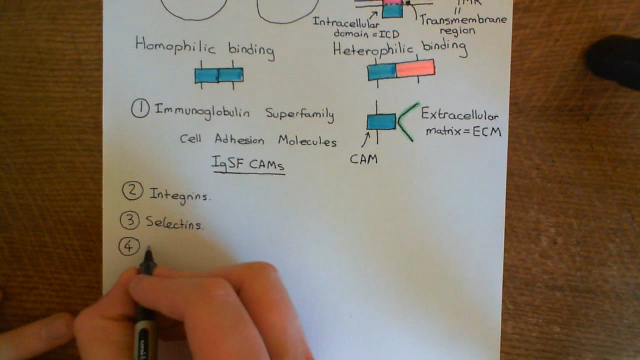 TMR
=
Intracellular
domain = ICD
Transmembrane
region
Homophilic binding
Heterophilic binding
① Immunoglobulin Superfamily
Cell Adhesion Molecules
IgSF CAMs
Extracellular
matrix = ECM
CAM
② Integrins.
③ Selectins.
④